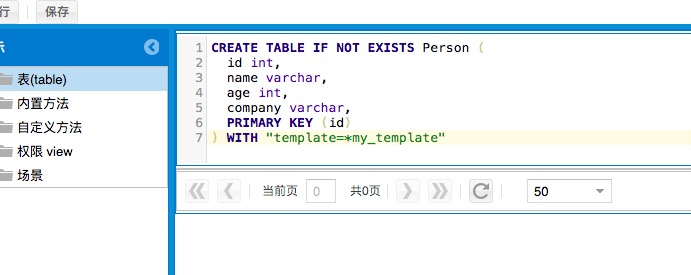 行 保存
示
表(table)
内置方法
自定义方法
权限 view
场景
1 CREATE TABLE IF NOT EXISTS Person (
2 id int,
3 name varchar,
4 age int,
5 company varchar,
6 PRIMARY KEY (id)
7 ) WITH "template=*my_template"
当前页 0 共0页 50